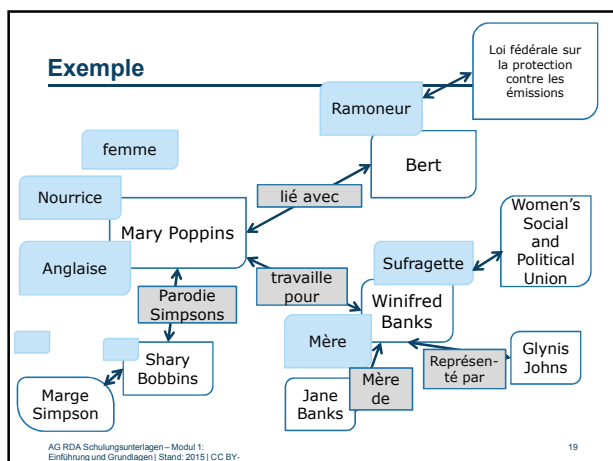 Exemple
Loi fédérale sur
la protection
contre les
émissions
Ramoneur
Bert
femme
Nourrice
lié avec
Mary Poppins
Anglaise
Women's
Social
and
Political
Union
Sufragette
travaille
pour
Winifred
Banks
Parodie
Simpsons
Mère
Shary
Bobbins
Marge
Simpson
Jane
Banks
Mère
de
Représen-
té par
Glynis
Johns
AG RDA Schulungsunterlagen – Modul 1:
Einführung und Grundlagen | Stand: 2015 | CC BY-
19